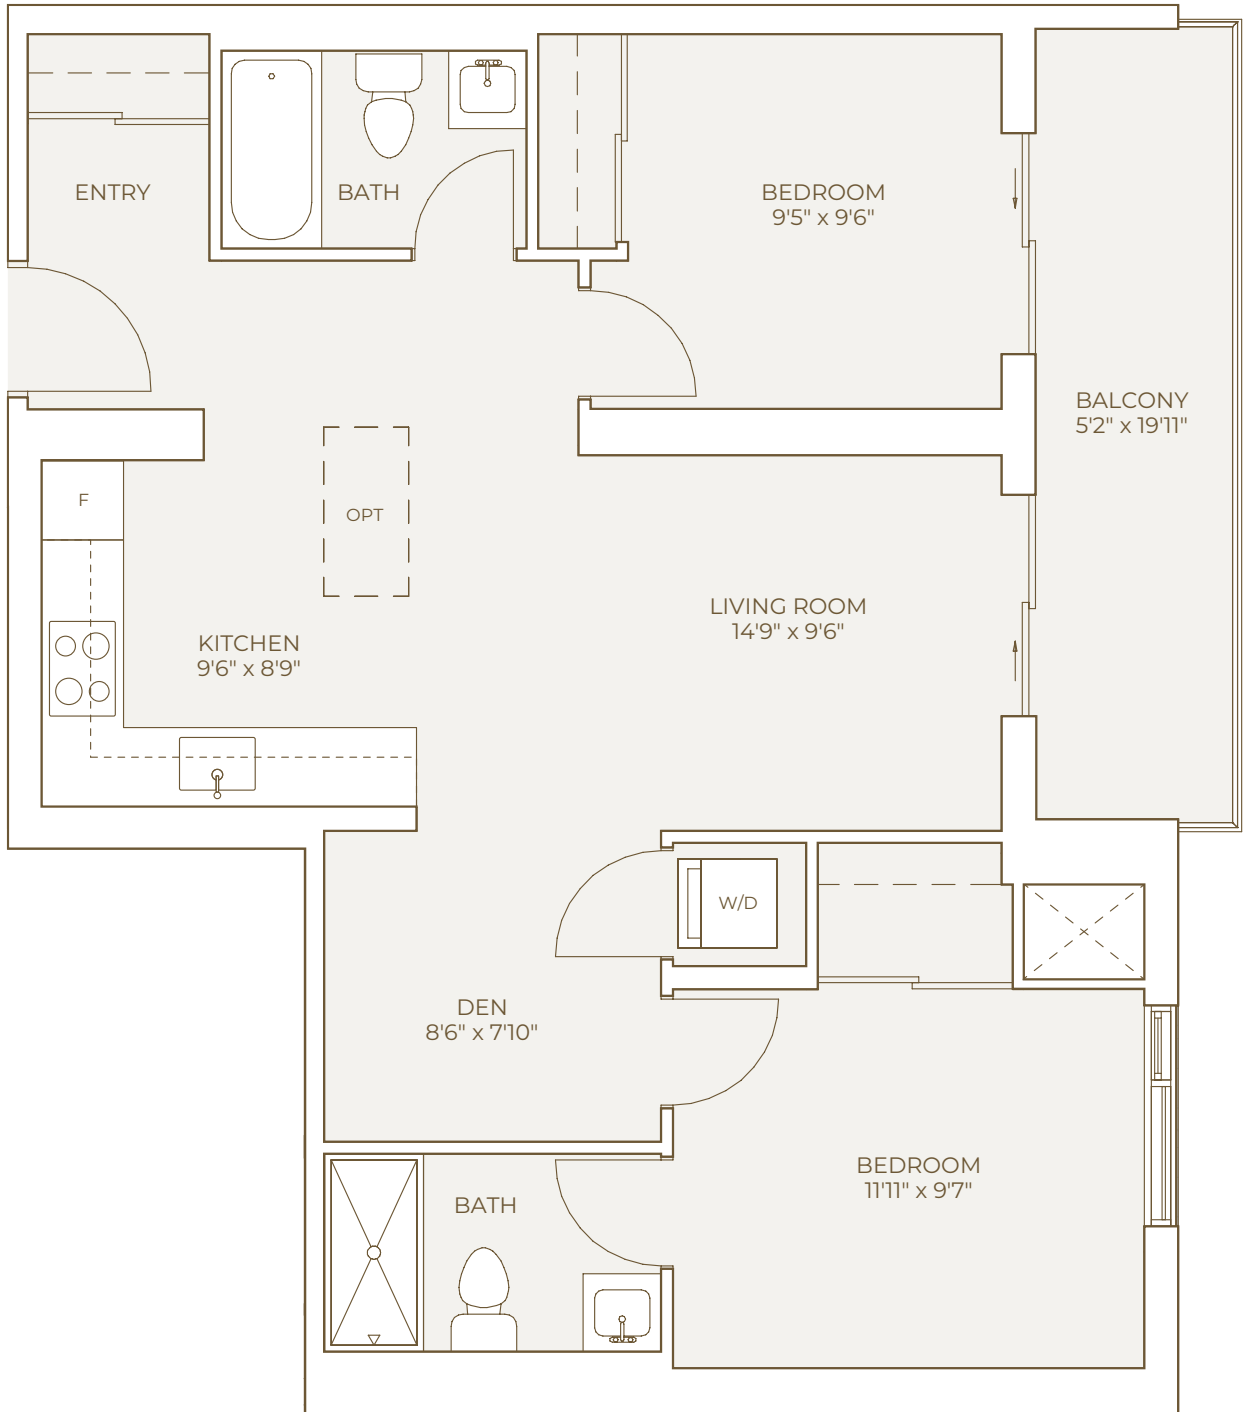 ENTRY
BATH
BEDROOM
9'5" x 9'6"
BALCONY
5'2" x 19'11"
F
OPT
LIVING ROOM
14'9" x 9'6"
KITCHEN
9'6" x 8'9"
W/D
DEN
8'6" x 7'10"
BEDROOM
11'11" x 9'7"
BATH